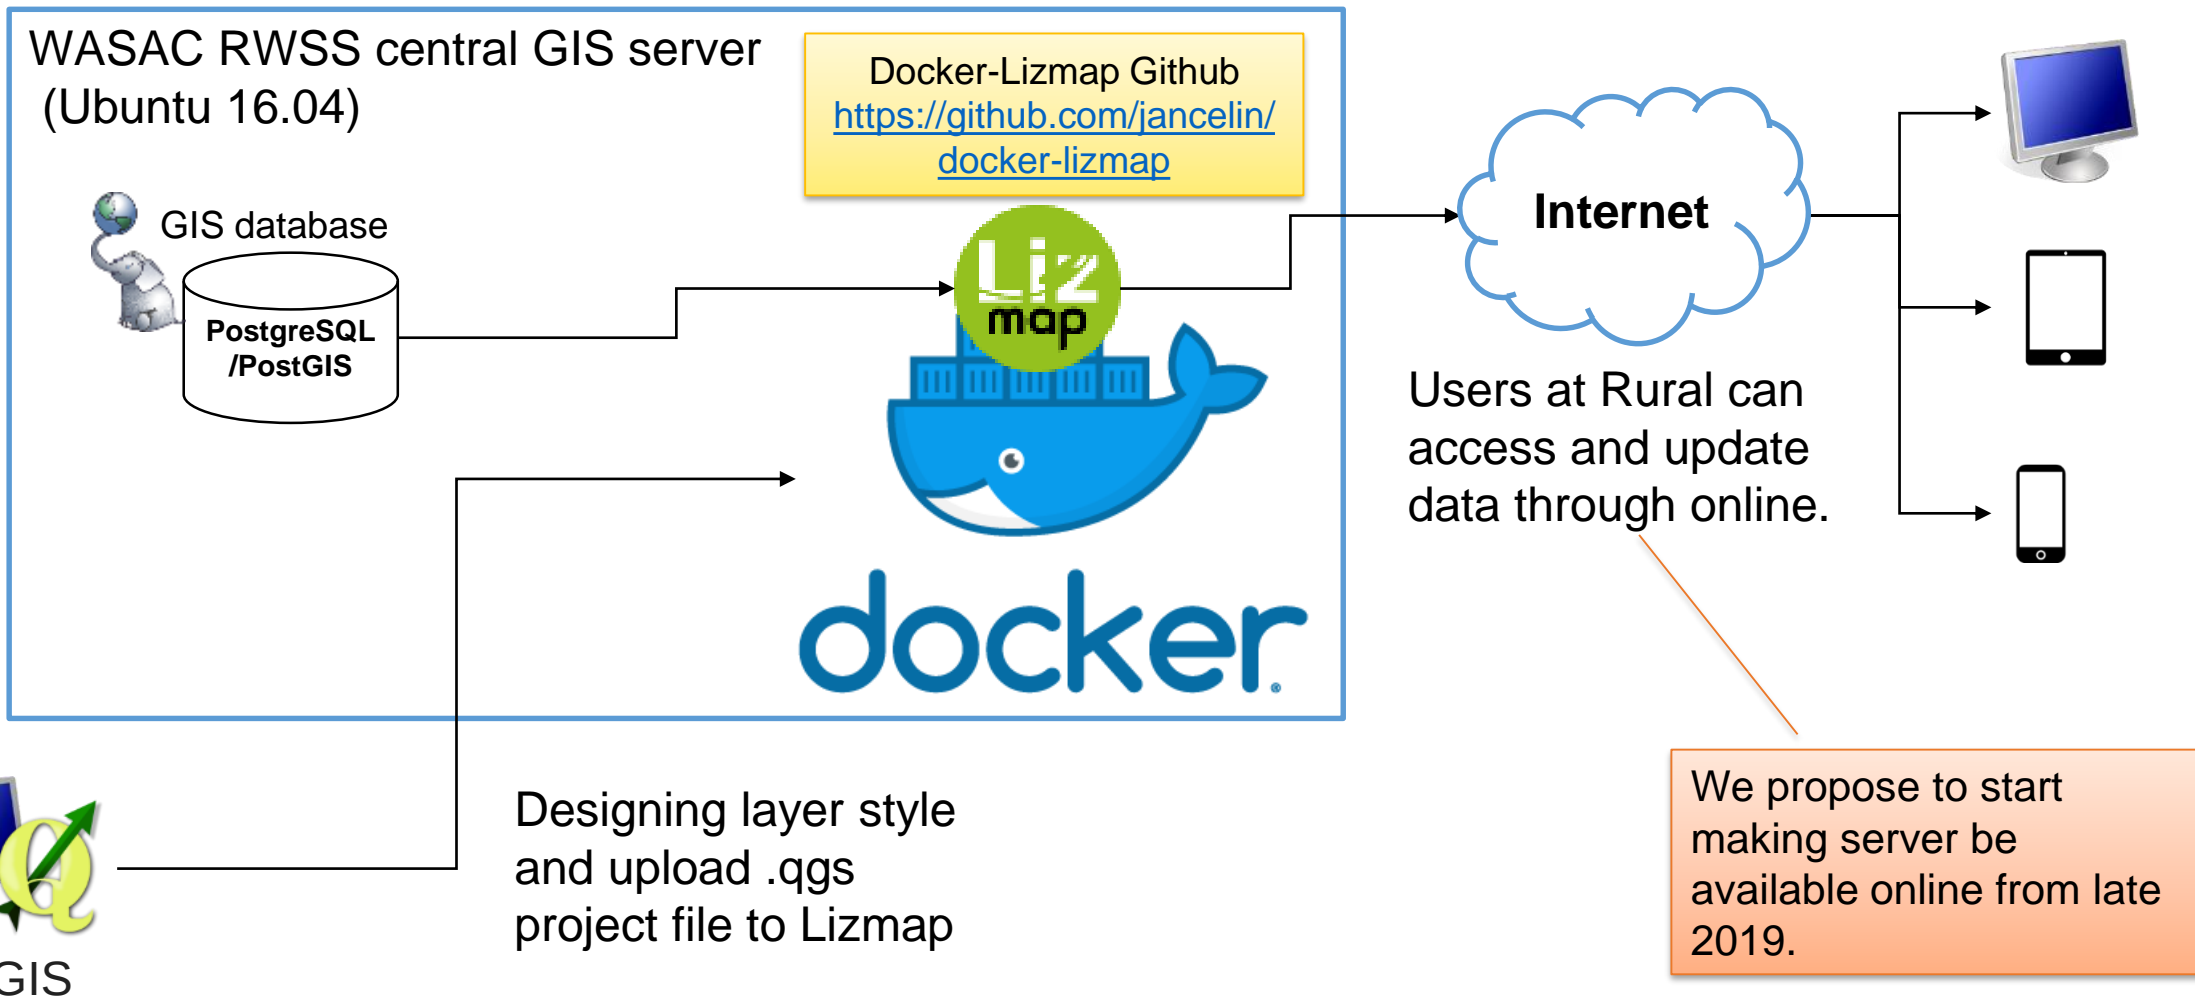 WASAC RWSS central GIS server
(Ubuntu 16.04)
Docker-Lizmap Github
https://github.com/jancelin/
docker-lizmap
GIS database
PostgreSQL
/PostGIS
Liz
map
docker
Internet
Users at Rural can
access and update
data through online.
Designing layer style
and upload .qgs
project file to Lizmap
We propose to start
making server be
available online from late
2019.
GIS